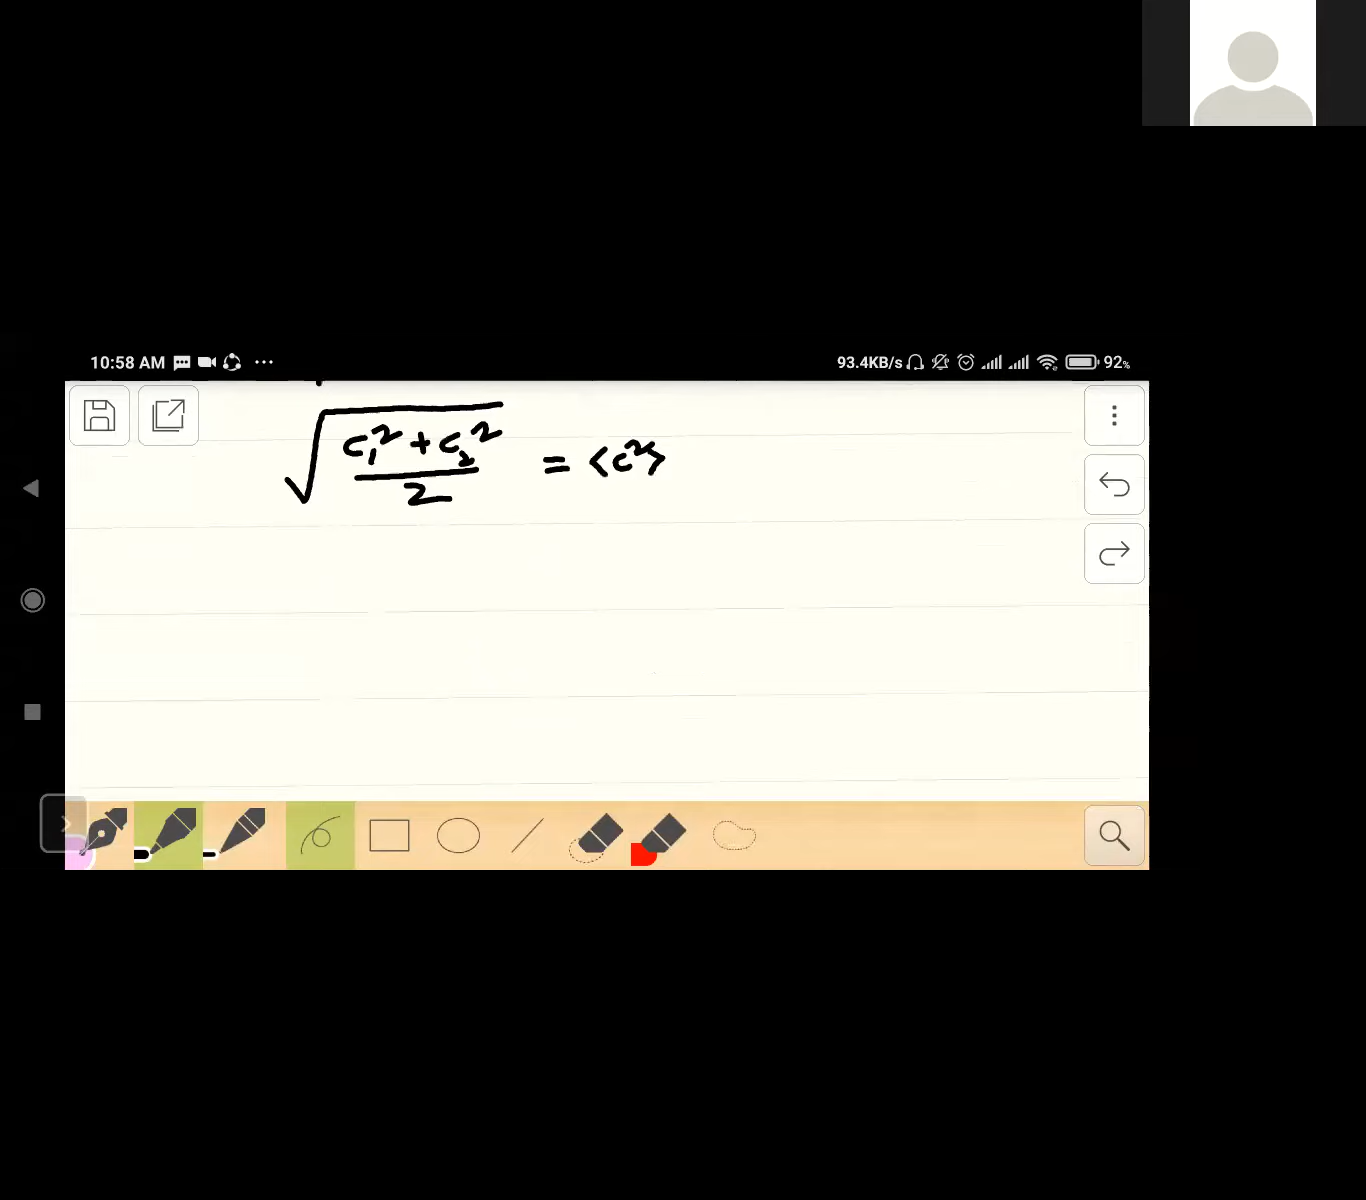 10:58 AM ... 93.4KB/s 92%
√((c₁² + c₂²)/2) = <c²>